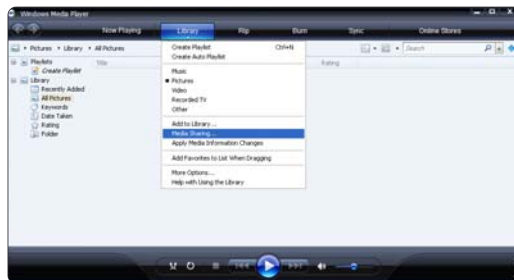 Windows Media Player
Now Playing Library Rip Burn Sync Online Stores
Pictures Library All Pictures Search
Playlists
Create Playlist
Library
Recently Added
All Pictures
Keywords
Date Taken
Rating
Folder
Title Rating
Create Playlist Ctrl+N
Create Auto Playlist
Music
Pictures
Video
Recorded TV
Other
Add to Library...
Media Sharing...
Apply Media Information Changes
Add Favorites to List When Dragging
More Options...
Help with Using the Library